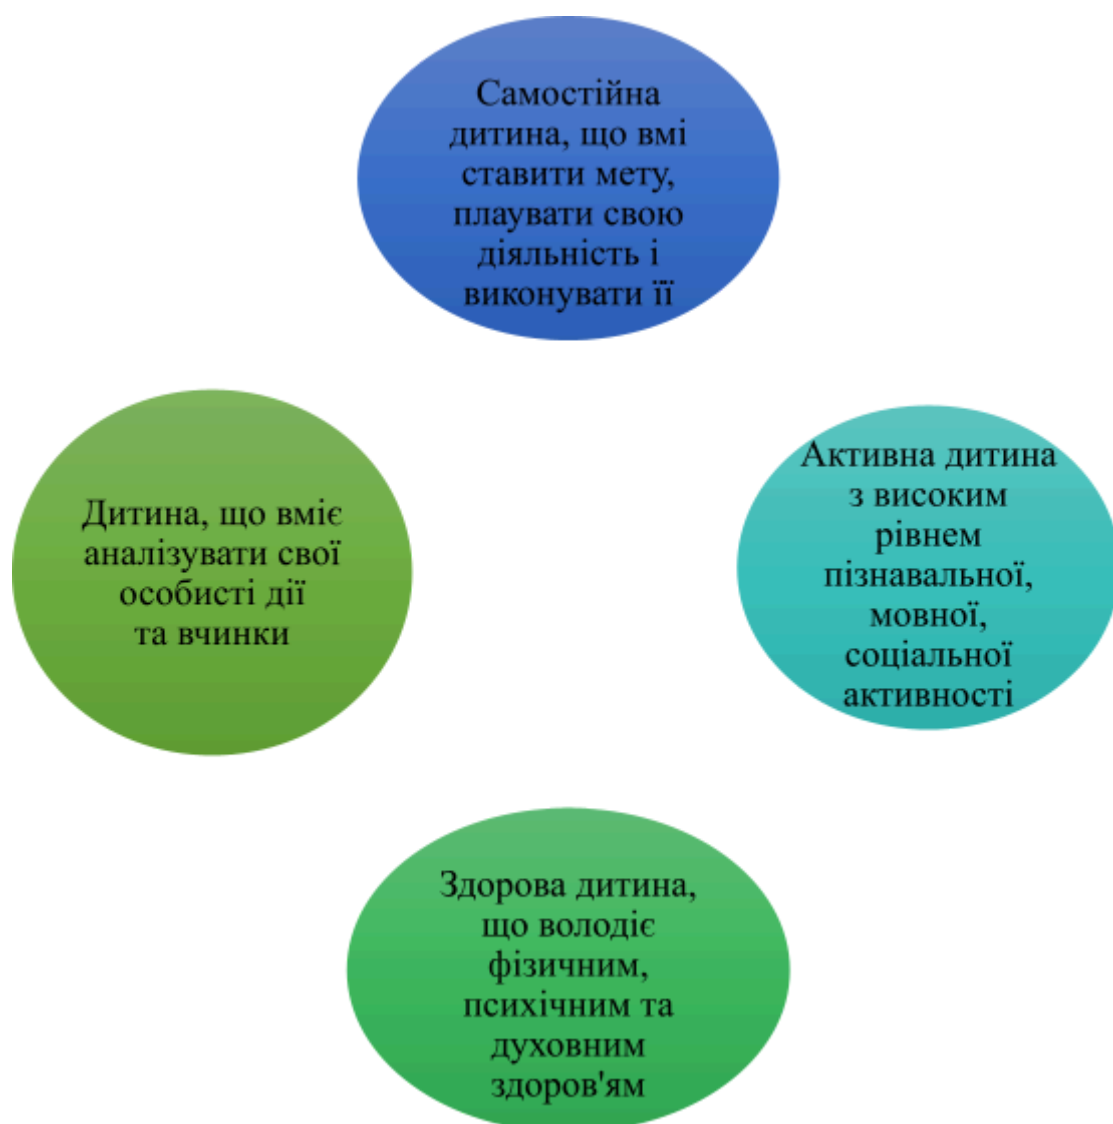 Самостійна
дитина, що вмі
ставити мету,
плаувати свою
діяльність і
виконувати її
Дитина, що вміє
аналізувати свої
особисті дії
та вчинки
Активна дитина
з високим
рівнем
пізнавальної,
мовної,
соціальної
активності
Здорова дитина,
що володіє
фізичним,
психічним та
духовним
здоров'ям